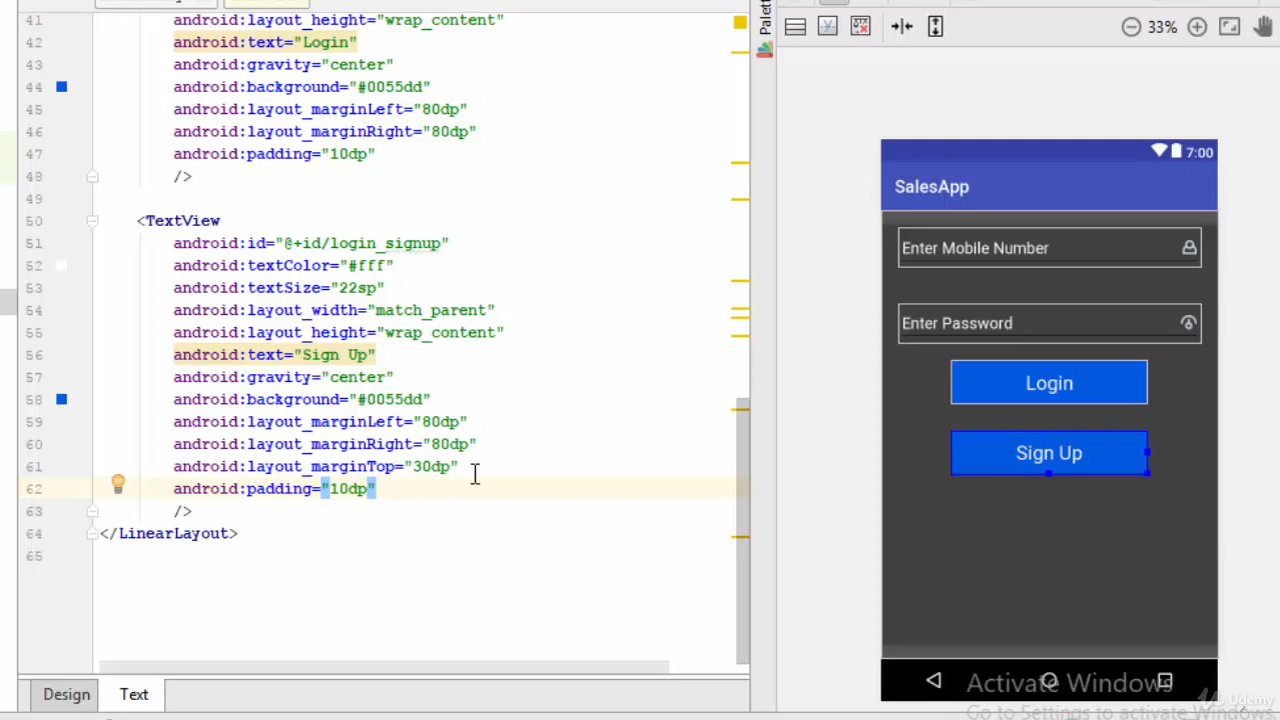 41 android:layout_height="wrap_content"
42 android:text="Login"
43 android:gravity="center"
44 android:background="#0055dd"
45 android:layout_marginLeft="80dp"
46 android:layout_marginRight="80dp"
47 android:padding="10dp"
48 />
49
50 <TextView
51 android:id="@+id/login_signup"
52 android:textColor="#fff"
53 android:textSize="22sp"
54 android:layout_width="match_parent"
55 android:layout_height="wrap_content"
56 android:text="Sign Up"
57 android:gravity="center"
58 android:background="#0055dd"
59 android:layout_marginLeft="80dp"
60 android:layout_marginRight="80dp"
61 android:layout_marginTop="30dp"
62 android:padding="10dp"
63 />
64 </LinearLayout>
65
Design Text
33%
7:00
SalesApp
Enter Mobile Number
Enter Password
Login
Sign Up
Activate Windows
Go to Settings to activate Windows
Udemy